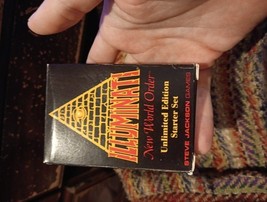 ILLUMINATI
New World Order
Unlimited Edition
Starter Set
STEVE JACKSON GAMES